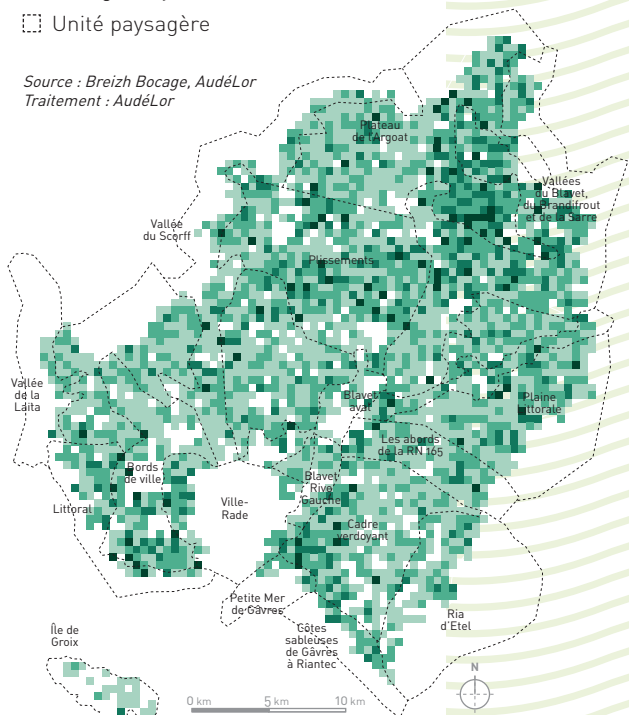 Unité paysagère
Source : Breizh Bocage, AudéLor
Traitement : AudéLor
Plateau
de l'Argoat
Vallées
du Blavet,
du Brandifrout
et de la Sarre
Vallée
du Scorff
Plissements
Vallée
de la
Laïta
Blavet
aval
Plaine
littorale
Les abords
de la RN 165
Bords
de ville
Blavet
Rive
Gauche
Littoral
Ville-
Rade
Cadre
verdoyant
Petite Mer
de Gâvres
Ria
d'Etel
Côtes
sableuses
de Gâvres
à Riantec
Île de
Groix
N
0 km 5 km 10 km